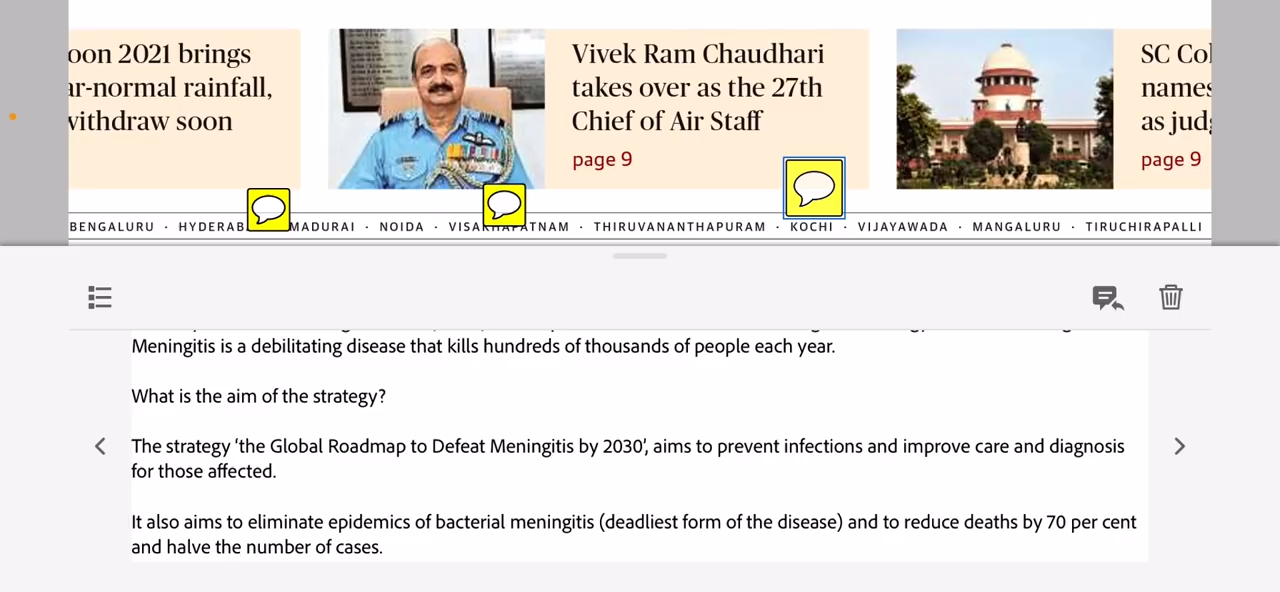 oon 2021 brings
ar-normal rainfall,
withdraw soon
Vivek Ram Chaudhari
takes over as the 27th
Chief of Air Staff
page 9
SC Col
names
as judg
page 9
BENGALURU · HYDERAB MADURAI · NOIDA · VISAKHAPATNAM · THIRUVANANTHAPURAM · KOCHI · VIJAYAWADA · MANGALURU · TIRUCHIRAPALLI
Meningitis is a debilitating disease that kills hundreds of thousands of people each year.
What is the aim of the strategy?
The strategy ‘the Global Roadmap to Defeat Meningitis by 2030’, aims to prevent infections and improve care and diagnosis
for those affected.
It also aims to eliminate epidemics of bacterial meningitis (deadliest form of the disease) and to reduce deaths by 70 per cent
and halve the number of cases.